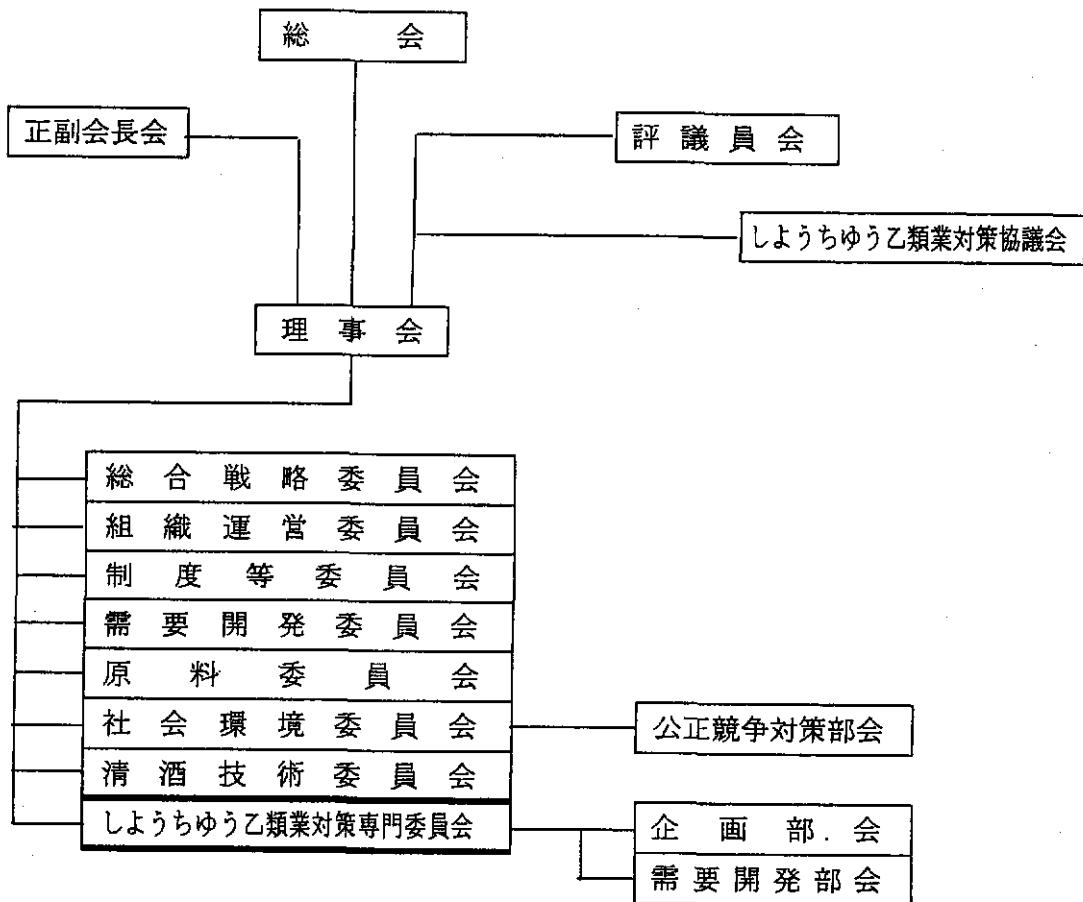 総会
正副会長会
評議員会
しようちゆう乙類業対策協議会
理事会
総合戦略委員会
組織運営委員会
制度等委員会
需要開発委員会
原料委員会
社会環境委員会
公正競争対策部会
清酒技術委員会
しようちゆう乙類業対策専門委員会
企画部会
需要開発部会